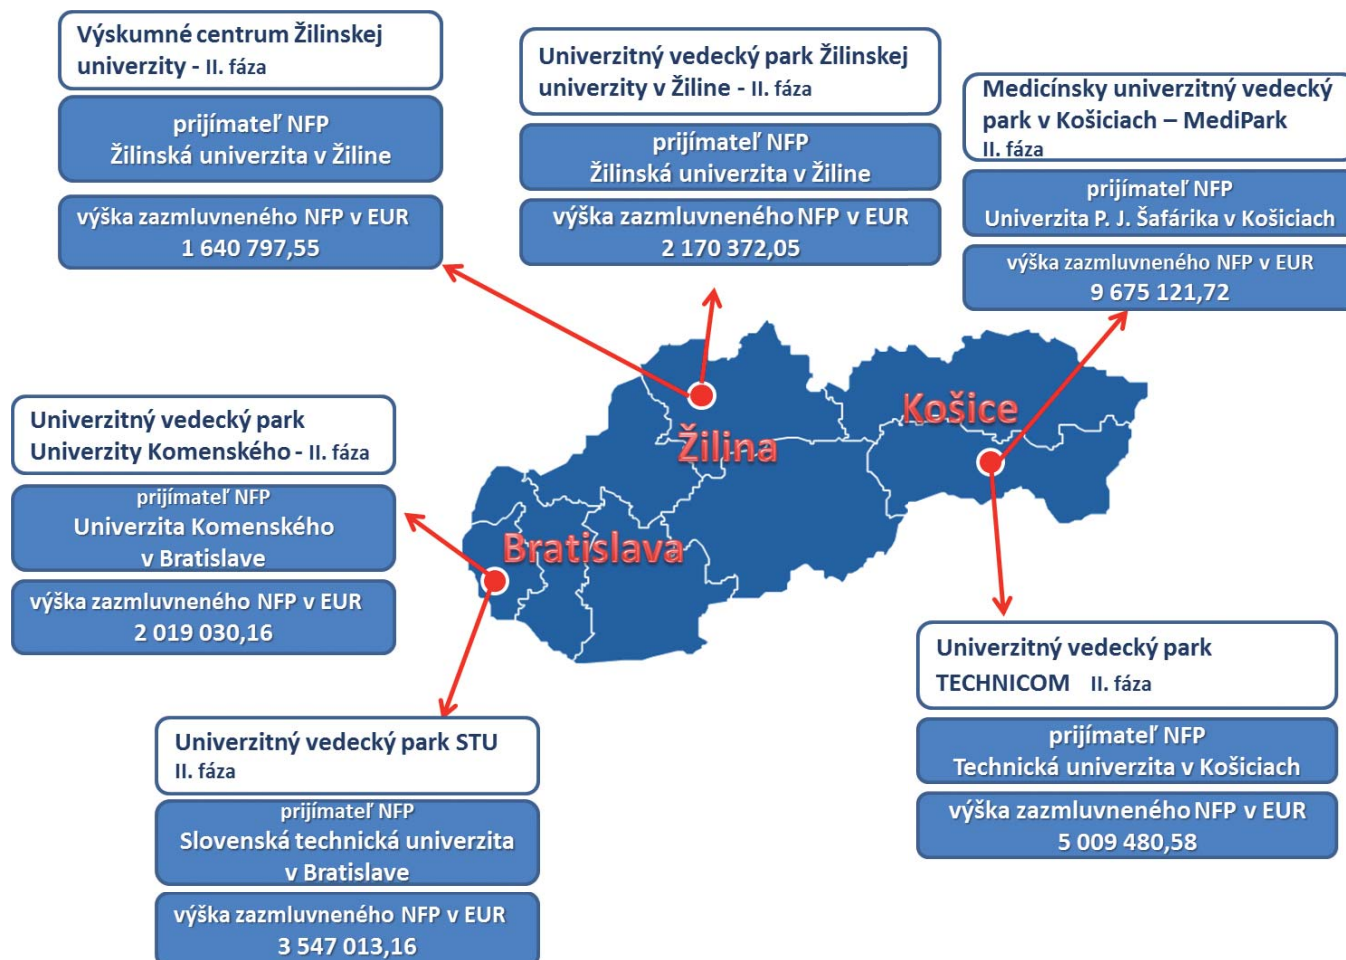 Výskumné centrum Žilinskej
univerzity - II. fáza
prijímateľ NFP
Žilinská univerzita v Žiline
výška zazmluvneného NFP v EUR
1 640 797,55
Univerzitný vedecký park Žilinskej
univerzity v Žiline - II. fáza
prijímateľ NFP
Žilinská univerzita v Žiline
výška zazmluvneného NFP v EUR
2 170 372,05
Medicínsky univerzitný vedecký
park v Košiciach – MediPark
II. fáza
prijímateľ NFP
Univerzita P. J. Šafárika v Košiciach
výška zazmluvneného NFP v EUR
9 675 121,72
Košice
Žilina
Bratislava
Univerzitný vedecký park
Univerzity Komenského - II. fáza
prijímateľ NFP
Univerzita Komenského
v Bratislave
výška zazmluvneného NFP v EUR
2 019 030,16
Univerzitný vedecký park STU
II. fáza
prijímateľ NFP
Slovenská technická univerzita
v Bratislave
výška zazmluvneného NFP v EUR
3 547 013,16
Univerzitný vedecký park
TECHNICOM II. fáza
prijímateľ NFP
Technická univerzita v Košiciach
výška zazmluvneného NFP v EUR
5 009 480,58